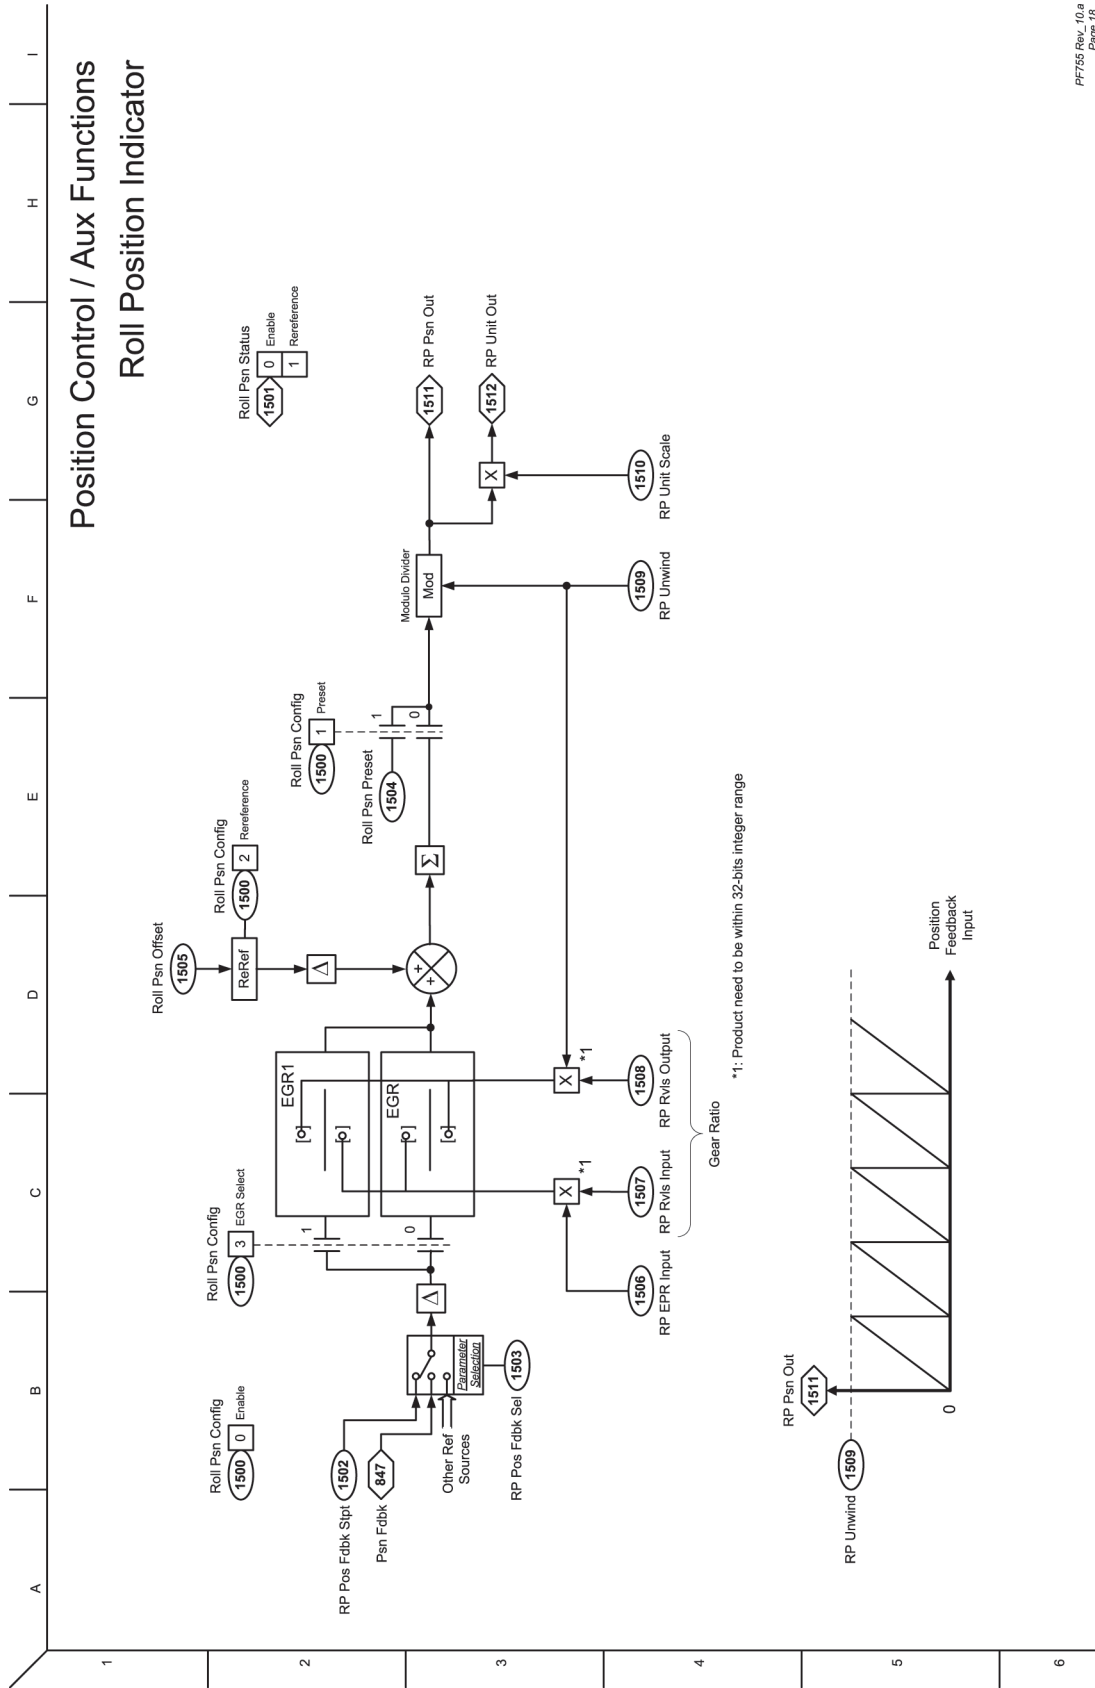 A
B
C
D
E
F
G
H
I
1
2
3
4
5
6
Position Control / Aux Functions
Roll Position Indicator
Roll Psn Config
1500
0
Enable
RP Pos Fdbk Stpt
1502
Psn Fdbk
847
Other Ref
Sources
Parameter
Selection
RP Pos Fdbk Sel
1503
Δ
Roll Psn Config
1500
3
EGR Select
1
0
EGR1
[ ]
[ ]
EGR
[ ]
[ ]
X
*1
X
*1
1506
RP EPR Input
1507
RP Rvls Input
1508
RP Rvls Output
Gear Ratio
*1: Product need to be within 32-bits integer range
Roll Psn Offset
1505
ReRef
Roll Psn Config
1500
2
Rereference
Δ
+
+
Σ
Roll Psn Config
1500
1
Preset
Roll Psn Preset
1504
1
0
Modulo Divider
Mod
1509
RP Unwind
X
1510
RP Unit Scale
Roll Psn Status
1501
0
Enable
1
Rereference
1511
RP Psn Out
1512
RP Unit Out
RP Psn Out
1511
RP Unwind
1509
0
Position
Feedback
Input
PF755 Rev_10.a
Page 18